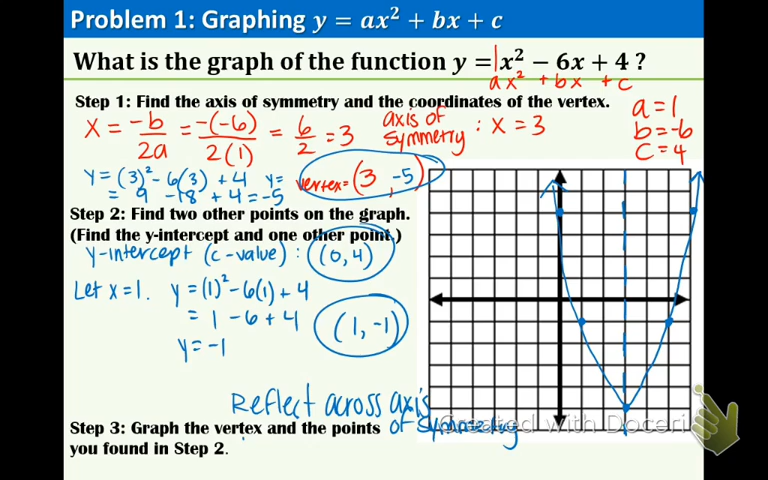 Problem 1: Graphing y = ax² + bx + c
What is the graph of the function y = 1x² − 6x + 4 ?
ax² + bx + c
Step 1: Find the axis of symmetry and the coordinates of the vertex.
a = 1
b = -6
c = 4
x = -b/2a = -(-6)/2(1) = 6/2 = 3
axis of symmetry : x = 3
y = (3)² - 6(3) + 4 y =
= 9 - 18 + 4 = -5
vertex = (3, -5)
Step 2: Find two other points on the graph.
(Find the y-intercept and one other point.)
y-intercept (c-value) : (0, 4)
Let x = 1. y = (1)² - 6(1) + 4
= 1 - 6 + 4
y = -1
(1, -1)
Reflect across axis
of symmetry
Step 3: Graph the vertex and the points
you found in Step 2.
Created with Doceri